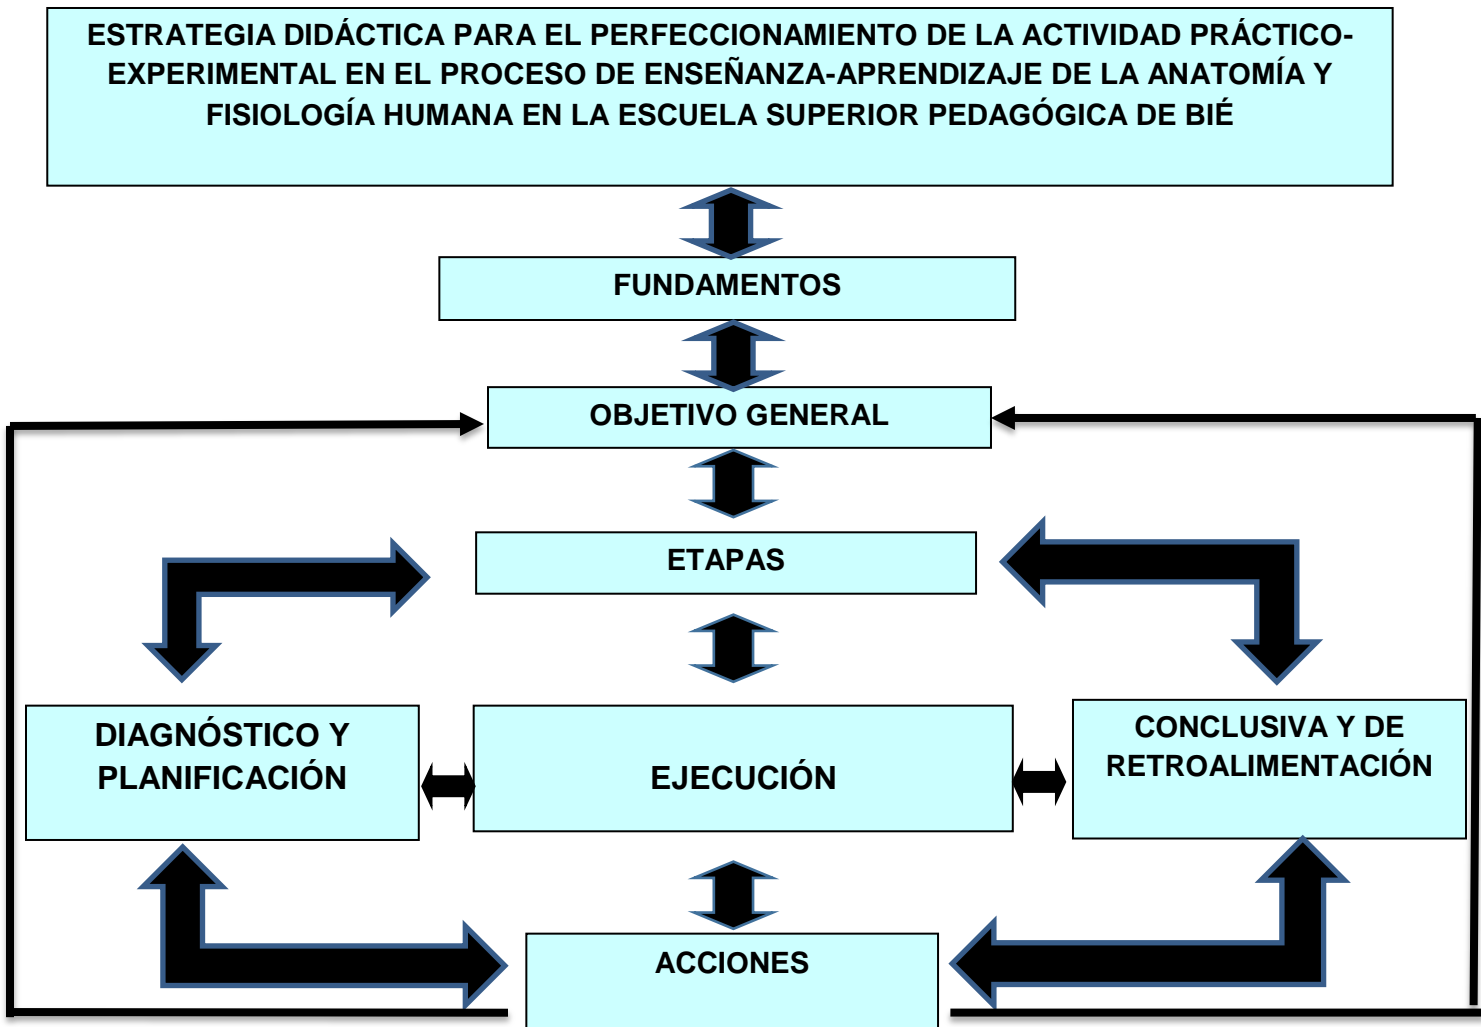 ESTRATEGIA DIDÁCTICA PARA EL PERFECCIONAMIENTO DE LA ACTIVIDAD PRÁCTICO-
EXPERIMENTAL EN EL PROCESO DE ENSEÑANZA-APRENDIZAJE DE LA ANATOMÍA Y
FISIOLOGÍA HUMANA EN LA ESCUELA SUPERIOR PEDAGÓGICA DE BIÉ
FUNDAMENTOS
OBJETIVO GENERAL
ETAPAS
DIAGNÓSTICO Y
PLANIFICACIÓN
EJECUCIÓN
CONCLUSIVA Y DE
RETROALIMENTACIÓN
ACCIONES